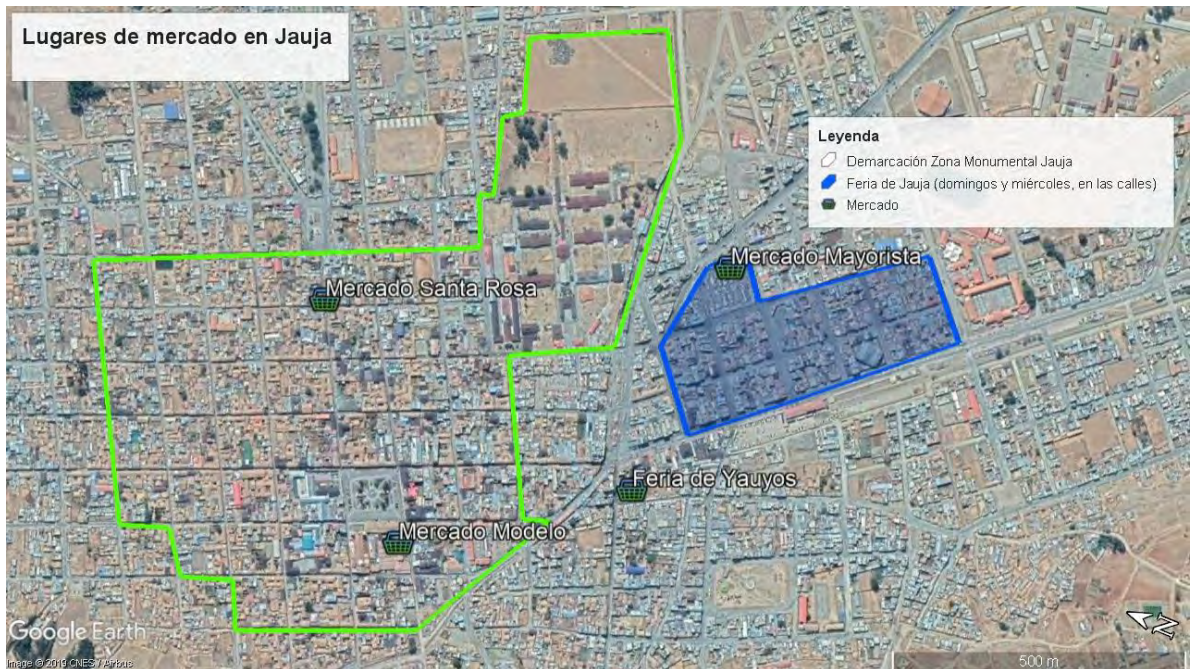 Lugares de mercado en Jauja
Leyenda
Demarcación Zona Monumental Jauja
Feria de Jauja (domingos y miércoles, en las calles)
Mercado
Mercado Mayorista
Mercado Santa Rosa
Feria de Yauyos
Mercado Modelo
Google Earth
Image © 2019 CNES / Airbus
N
500 m